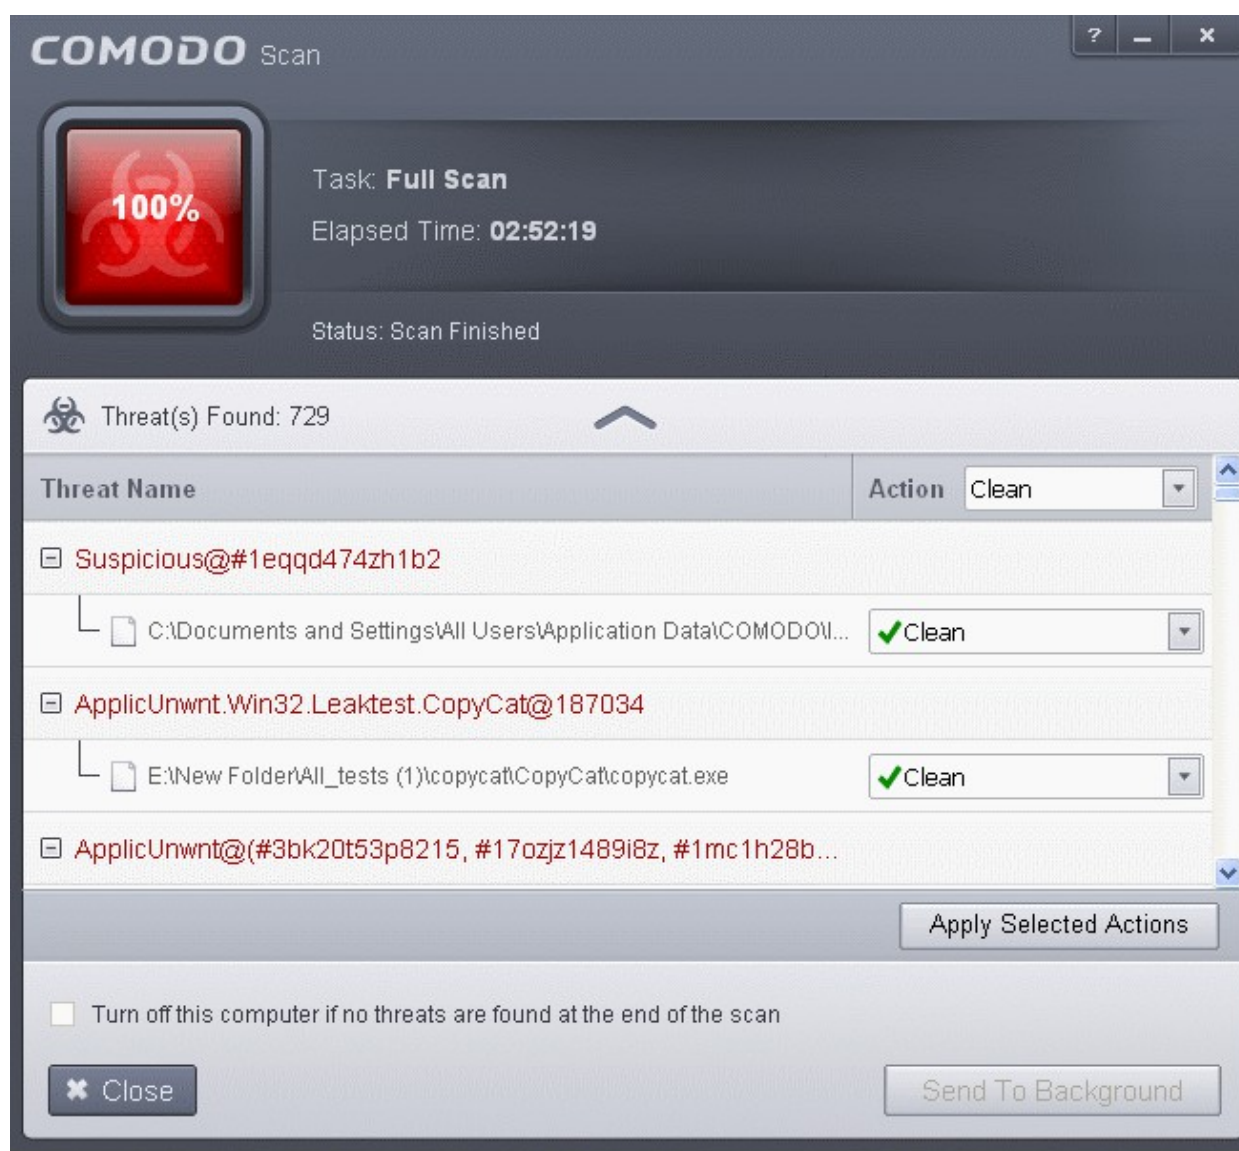 COMODO Scan
? _ ×
100%
Task: Full Scan
Elapsed Time: 02:52:19
Status: Scan Finished
Threat(s) Found: 729
Threat Name Action Clean
Suspicious@#1eqqd474zh1b2
C:\Documents and Settings\All Users\Application Data\COMODO\I... Clean
ApplicUnwnt.Win32.Leaktest.CopyCat@187034
E:\New Folder\All_tests (1)\copycat\CopyCat\copycat.exe Clean
ApplicUnwnt@(#3bk20t53p8215, #17ozjz1489i8z, #1mc1h28b...
Apply Selected Actions
Turn off this computer if no threats are found at the end of the scan
Close
Send To Background